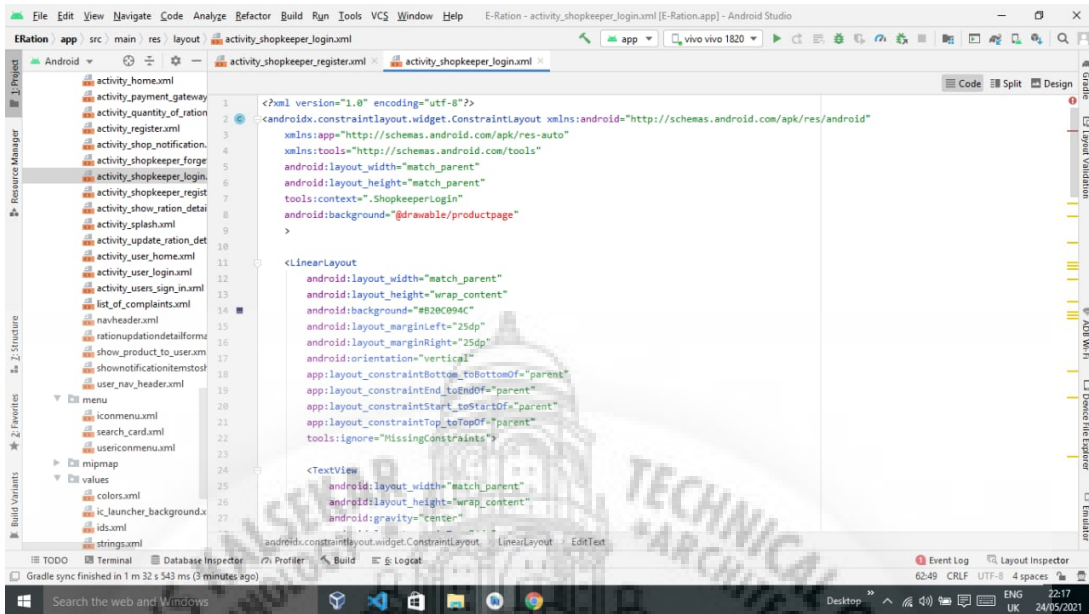 File Edit View Navigate Code Analyze Refactor Build Run Tools VCS Window Help E-Ration - activity_shopkeeper_login.xml [E-Ration.app] - Android Studio
ERation app src main res layout activity_shopkeeper_login.xml app vivo vivo 1820
Android activity_shopkeeper_register.xml activity_shopkeeper_login.xml
Code Split Design
1: Project
Resource Manager
Z: Structure
2: Favorites
Build Variants
activity_home.xml
activity_payment_gateway
activity_quantity_of_ration
activity_register.xml
activity_shop_notification.
activity_shopkeeper_forge
activity_shopkeeper_login.
activity_shopkeeper_regist
activity_show_ration_detai
activity_splash.xml
activity_update_ration_det
activity_user_home.xml
activity_user_login.xml
activity_users_sign_in.xml
list_of_complaints.xml
navheader.xml
rationupdationdetailforma
show_product_to_user.xm
shownotificationitemstosh
user_nav_header.xml
menu
iconmenu.xml
search_card.xml
usericonmenu.xml
mipmap
values
colors.xml
ic_launcher_background.x
ids.xml
strings.xml
1 <?xml version="1.0" encoding="utf-8"?>
2 <androidx.constraintlayout.widget.ConstraintLayout xmlns:android="http://schemas.android.com/apk/res/android"
3 xmlns:app="http://schemas.android.com/apk/res-auto"
4 xmlns:tools="http://schemas.android.com/tools"
5 android:layout_width="match_parent"
6 android:layout_height="match_parent"
7 tools:context=".ShopkeeperLogin"
8 android:background="@drawable/productpage"
9 >
10
11 <LinearLayout
12 android:layout_width="match_parent"
13 android:layout_height="wrap_content"
14 android:background="#B20C094C"
15 android:layout_marginLeft="25dp"
16 android:layout_marginRight="25dp"
17 android:orientation="vertical"
18 app:layout_constraintBottom_toBottomOf="parent"
19 app:layout_constraintEnd_toEndOf="parent"
20 app:layout_constraintStart_toStartOf="parent"
21 app:layout_constraintTop_toTopOf="parent"
22 tools:ignore="MissingConstraints">
23
24 <TextView
25 android:layout_width="match_parent"
26 android:layout_height="wrap_content"
27 android:gravity="center"
androidx.constraintlayout.widget.ConstraintLayout LinearLayout EditText
Gradle
Layout Validation
ADB Wi-Fi
Device File Explorer
Emulator
TODO Terminal Database Inspector Profiler Build 6: Logcat Event Log Layout Inspector
Gradle sync finished in 1 m 32 s 543 ms (3 minutes ago) 62:49 CRLF UTF-8 4 spaces
Search the web and Windows Desktop ENG 22:17
UK 24/05/2021